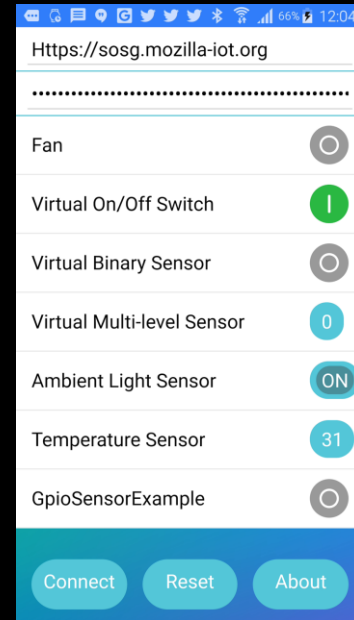 66% 12:04
Https://sosg.mozilla-iot.org
••••••••••••••••••••••••••••••••••••••••••••••
Fan
Virtual On/Off Switch
Virtual Binary Sensor
Virtual Multi-level Sensor 0
Ambient Light Sensor ON
Temperature Sensor 31
GpioSensorExample
Connect Reset About